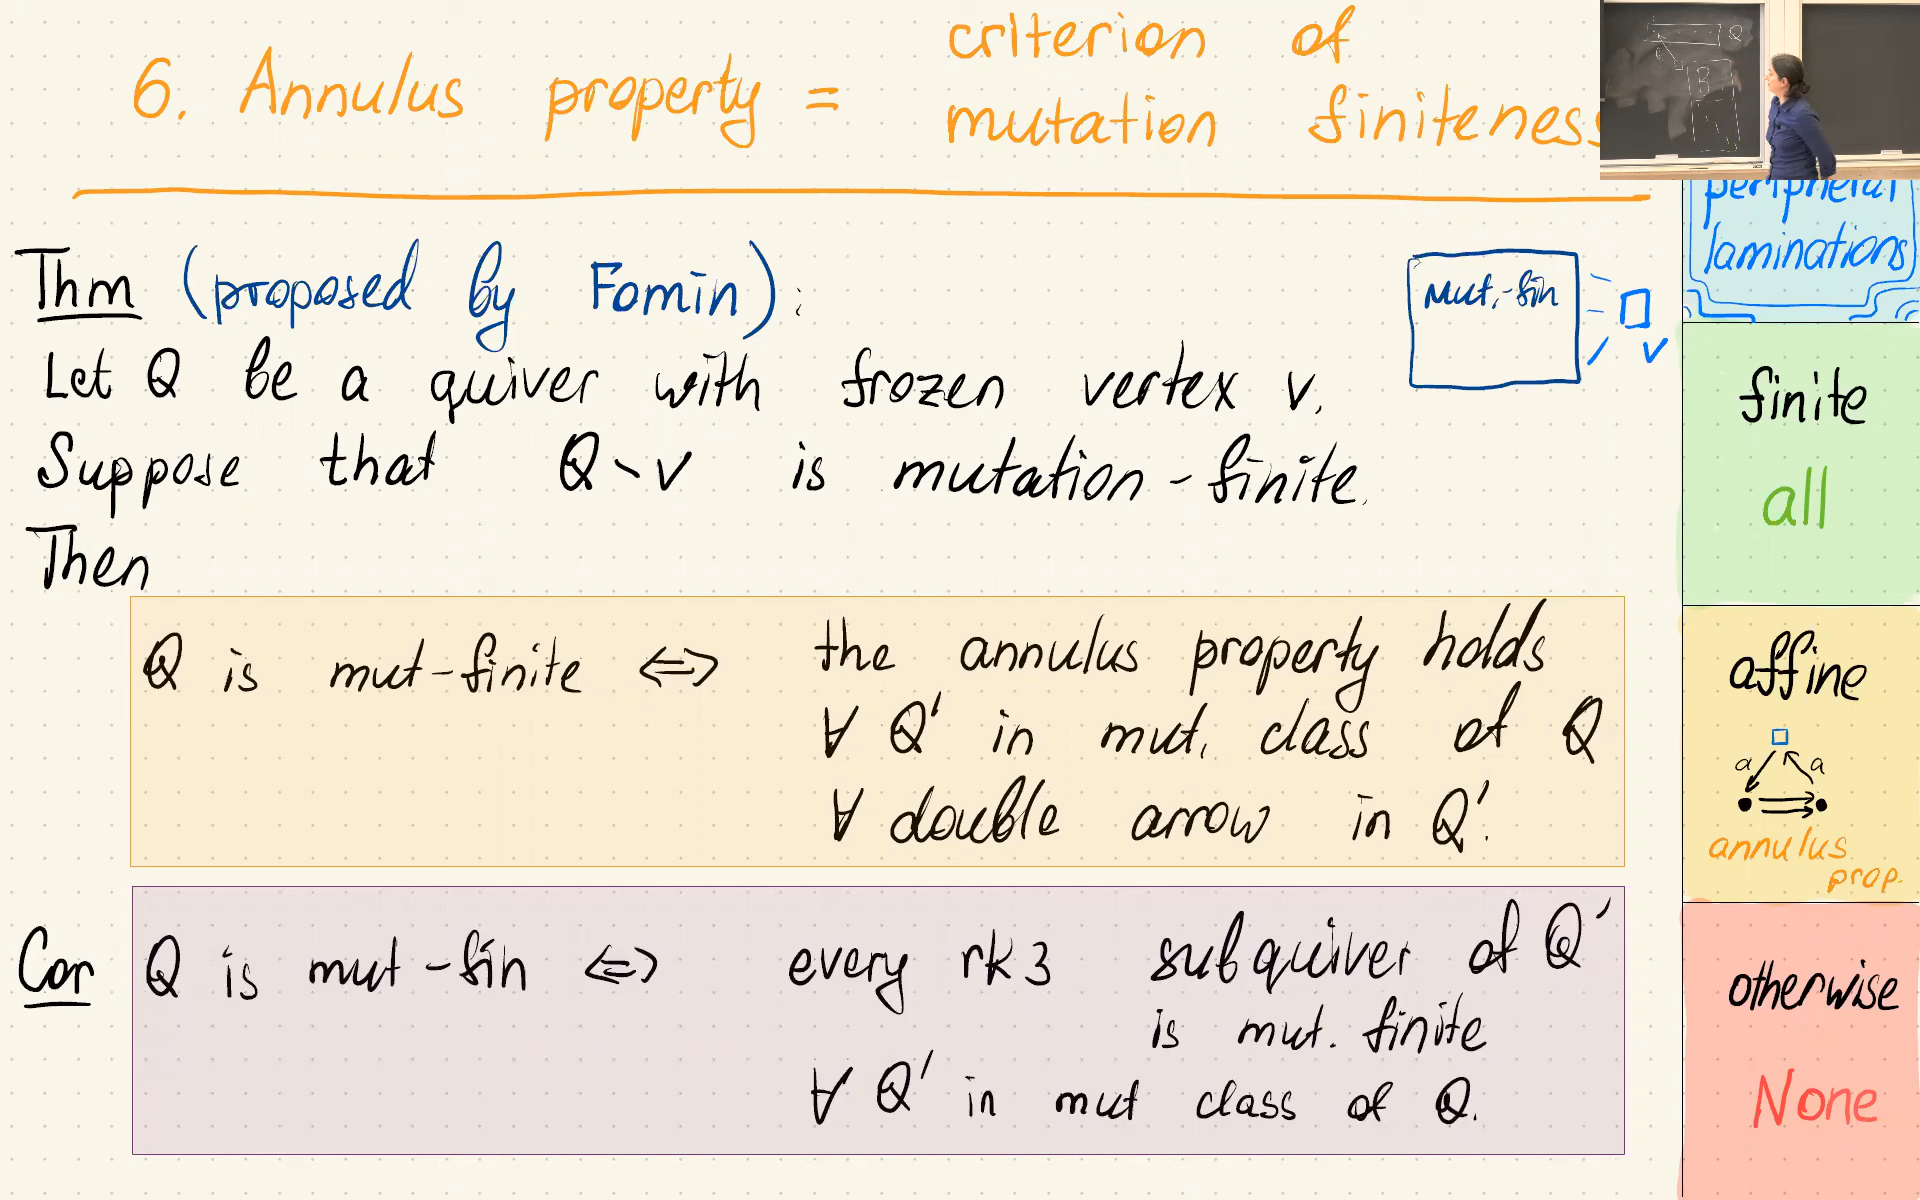 6. Annulus property = criterion of
mutation finiteness
Thm (proposed by Fomin):
Let Q be a quiver with frozen vertex v.
Suppose that Q \ v is mutation-finite.
Then
Q is mut-finite ⇔ the annulus property holds
∀ Q' in mut. class of Q
∀ double arrow in Q'.
Cor Q is mut-fin ⇔ every rk 3 subquiver of Q'
is mut. finite
∀ Q' in mut class of Q.
mut.-fin
v
Q
B
peripheral
laminations
finite
all
affine
a a
annulus
prop.
otherwise
None